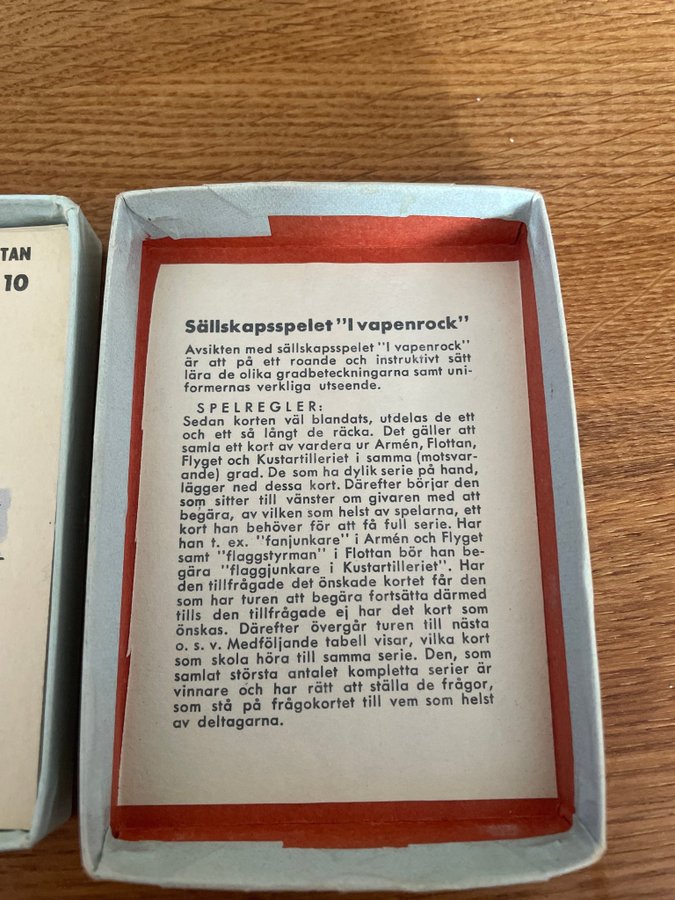 TAN
10
Sällskapsspelet "I vapenrock"
Avsikten med sällskapsspelet "I vapenrock"
är att på ett roande och instruktivt sätt
lära de olika gradbeteckningarna samt uni-
formernas verkliga utseende.
SPELREGLER:
Sedan korten väl blandats, utdelas de ett
och ett så långt de räcka. Det gäller att
samla ett kort av vardera ur Armén, Flottan,
Flyget och Kustartilleriet i samma (motsvar-
ande) grad. De som ha dylik serie på hand,
lägger ned dessa kort. Därefter börjar den
som sitter till vänster om givaren med att
begära, av vilken som helst av spelarna, ett
kort han behöver för att få full serie. Har
han t. ex. "fanjunkare" i Armén och Flyget
samt "flaggstyrman" i Flottan bör han be-
gära "flaggjunkare i Kustartilleriet". Har
den tillfrågade det önskade kortet får den
som har turen att begära fortsätta därmed
tills den tillfrågade ej har det kort som
önskas. Därefter övergår turen till nästa
o. s. v. Medföljande tabell visar, vilka kort
som skola höra till samma serie. Den, som
samlat största antalet kompletta serier är
vinnare och har rätt att ställa de frågor,
som stå på frågokortet till vem som helst
av deltagarna.